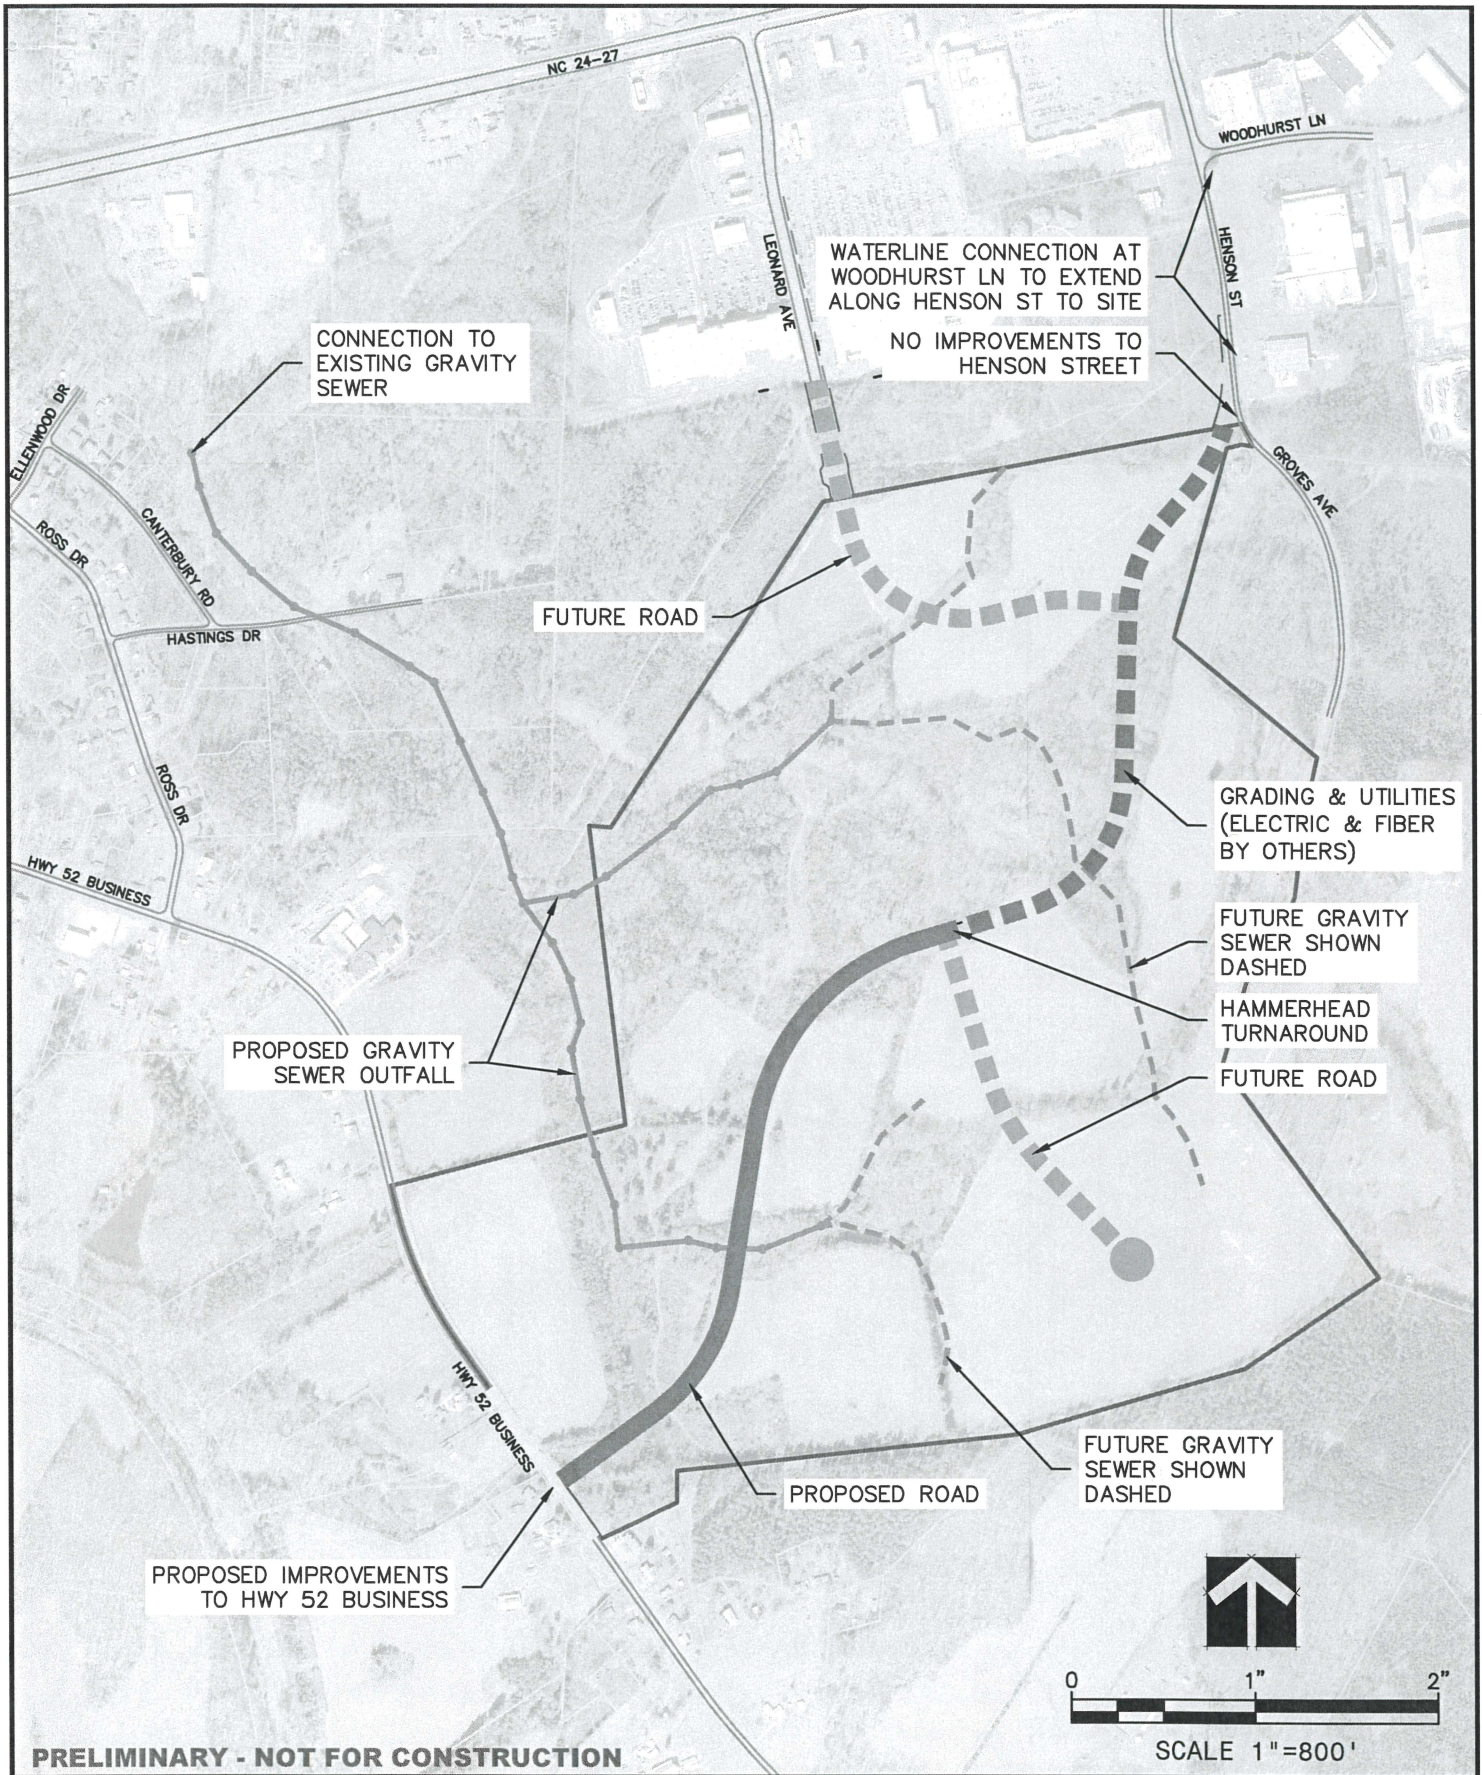 NC 24-27
WOODHURST LN
LEONARD AVE
HENSON ST
WATERLINE CONNECTION AT
WOODHURST LN TO EXTEND
ALONG HENSON ST TO SITE
NO IMPROVEMENTS TO
HENSON STREET
CONNECTION TO
EXISTING GRAVITY
SEWER
ELLENWOOD DR
GROVES AVE
CANTERBURY RD
ROSS DR
FUTURE ROAD
HASTINGS DR
ROSS DR
GRADING & UTILITIES
(ELECTRIC & FIBER
BY OTHERS)
HWY 52 BUSINESS
FUTURE GRAVITY
SEWER SHOWN
DASHED
HAMMERHEAD
TURNAROUND
PROPOSED GRAVITY
SEWER OUTFALL
FUTURE ROAD
HWY 52 BUSINESS
FUTURE GRAVITY
SEWER SHOWN
DASHED
PROPOSED ROAD
PROPOSED IMPROVEMENTS
TO HWY 52 BUSINESS
0 1" 2"
SCALE 1"=800'
PRELIMINARY - NOT FOR CONSTRUCTION